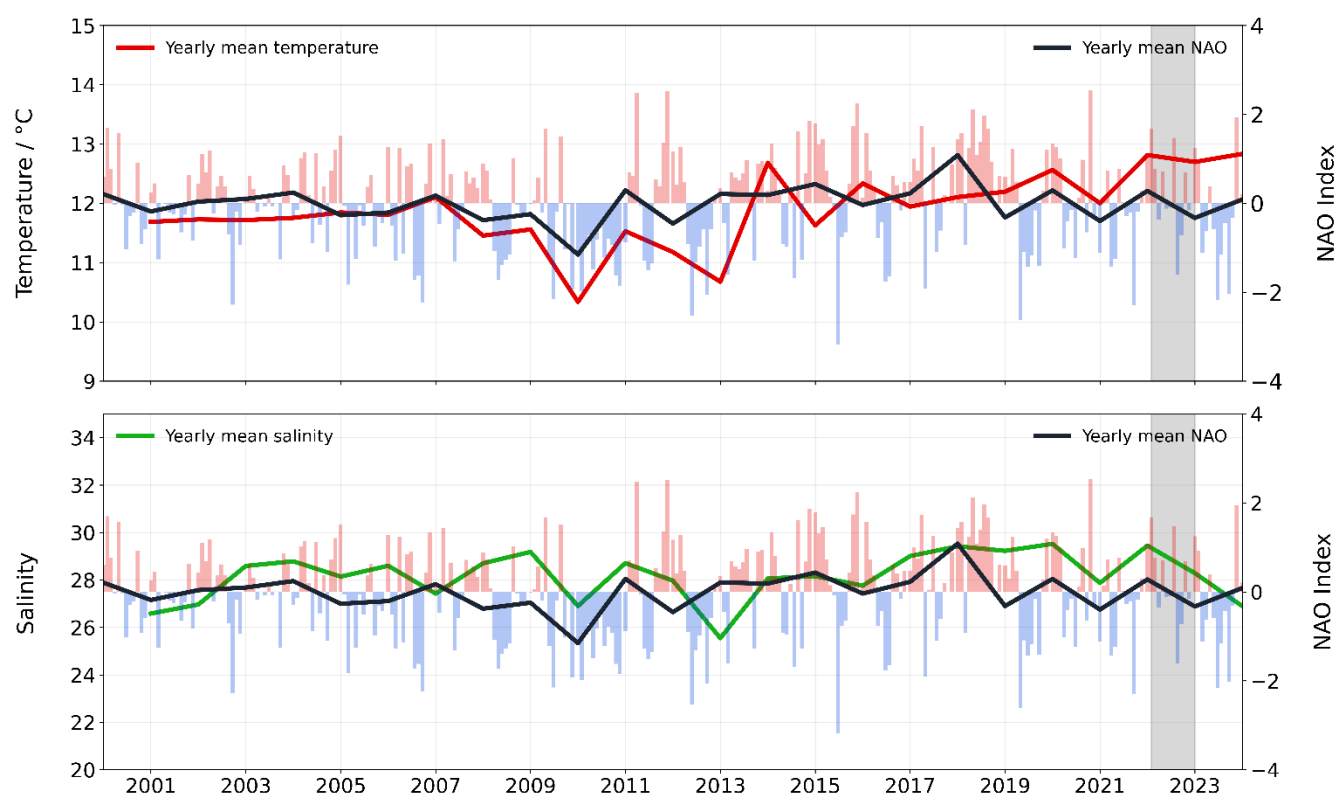 15
14
13
12
11
10
9
Temperature / °C
Yearly mean temperature
Yearly mean NAO
4
2
0
−2
−4
NAO Index
34
32
30
28
26
24
22
20
Salinity
Yearly mean salinity
Yearly mean NAO
4
2
0
−2
−4
NAO Index
2001 2003 2005 2007 2009 2011 2013 2015 2017 2019 2021 2023